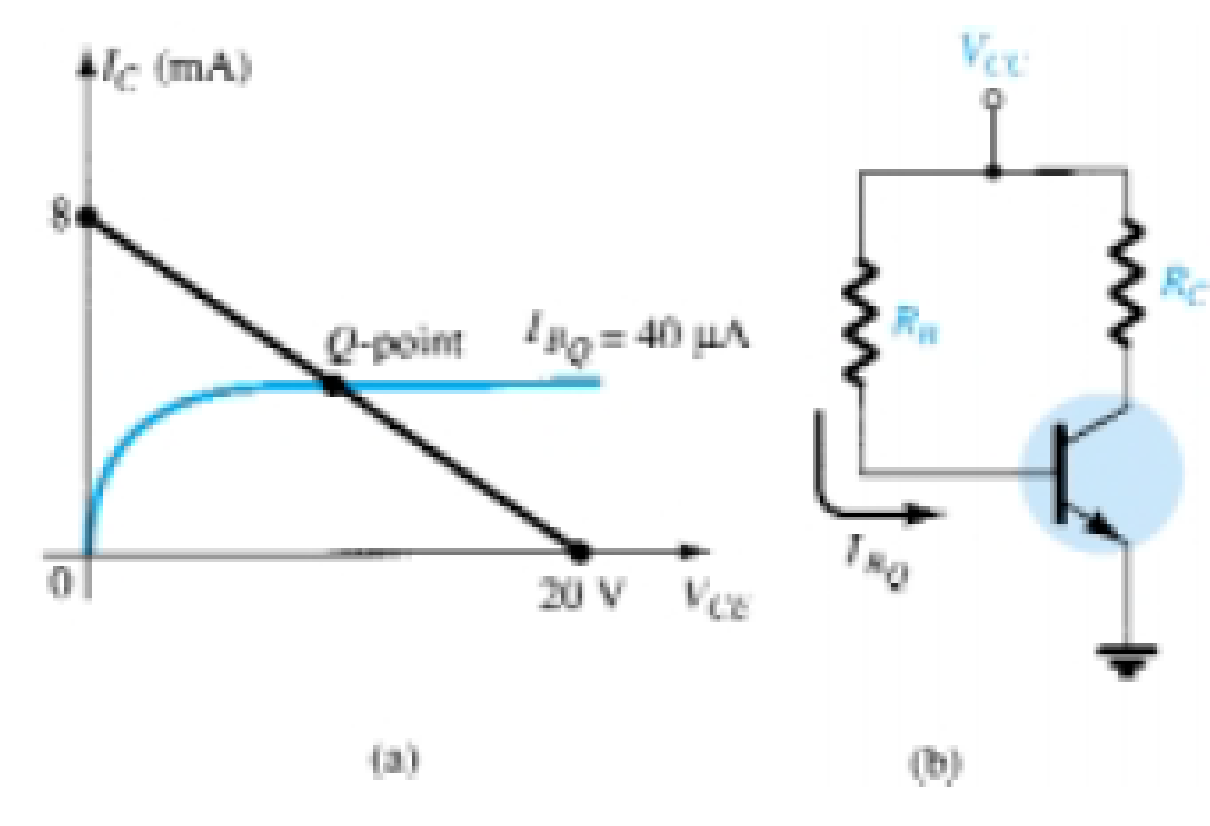 I_C (mA)
8
Q-point
I_BQ = 40 µA
0
20 V
V_CE
(a)
V_CC
R_B
R_C
I_BQ
(b)